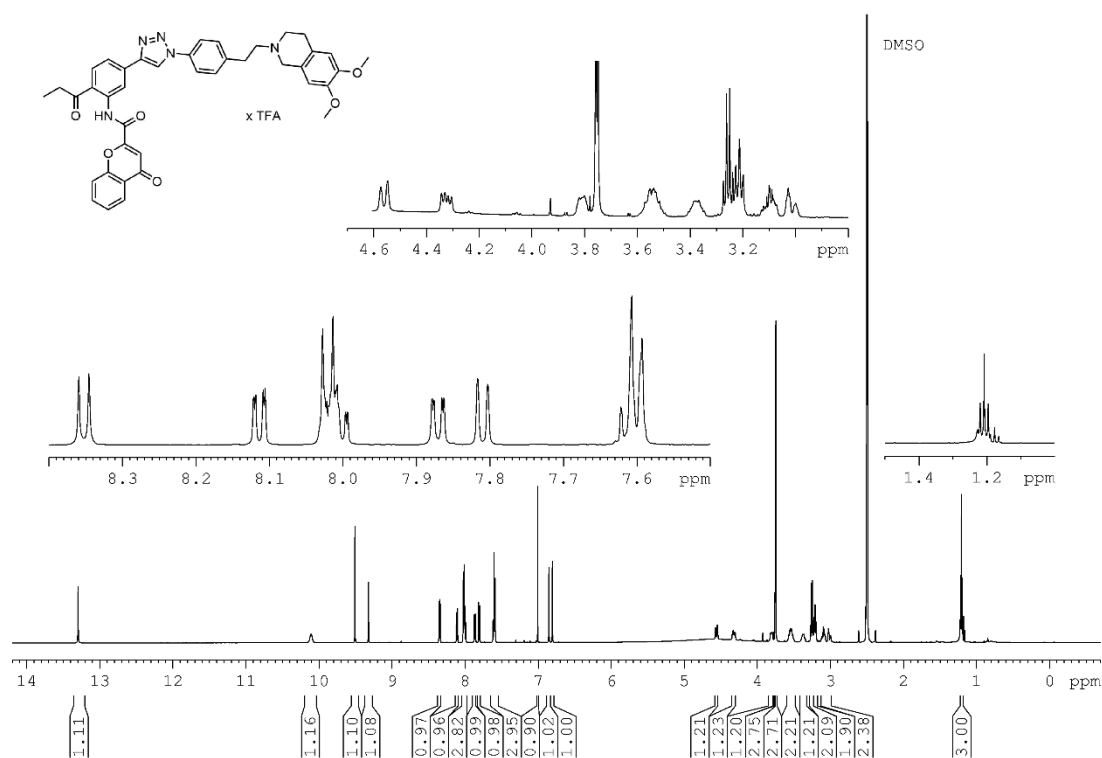 N=N
N
N
O
O
O
HN
O
O
O
x TFA
DMSO
4.6 4.4 4.2 4.0 3.8 3.6 3.4 3.2 ppm
8.3 8.2 8.1 8.0 7.9 7.8 7.7 7.6 ppm
1.4 1.2 ppm
14 13 12 11 10 9 8 7 6 5 4 3 2 1 0 ppm
1.11 1.16 1.10 1.08 0.97 0.96 2.82 0.99 0.98 2.95 0.90 1.02 1.00 1.21 1.23 1.20 2.75 2.71 2.21 1.21 2.09 1.90 2.38 3.00